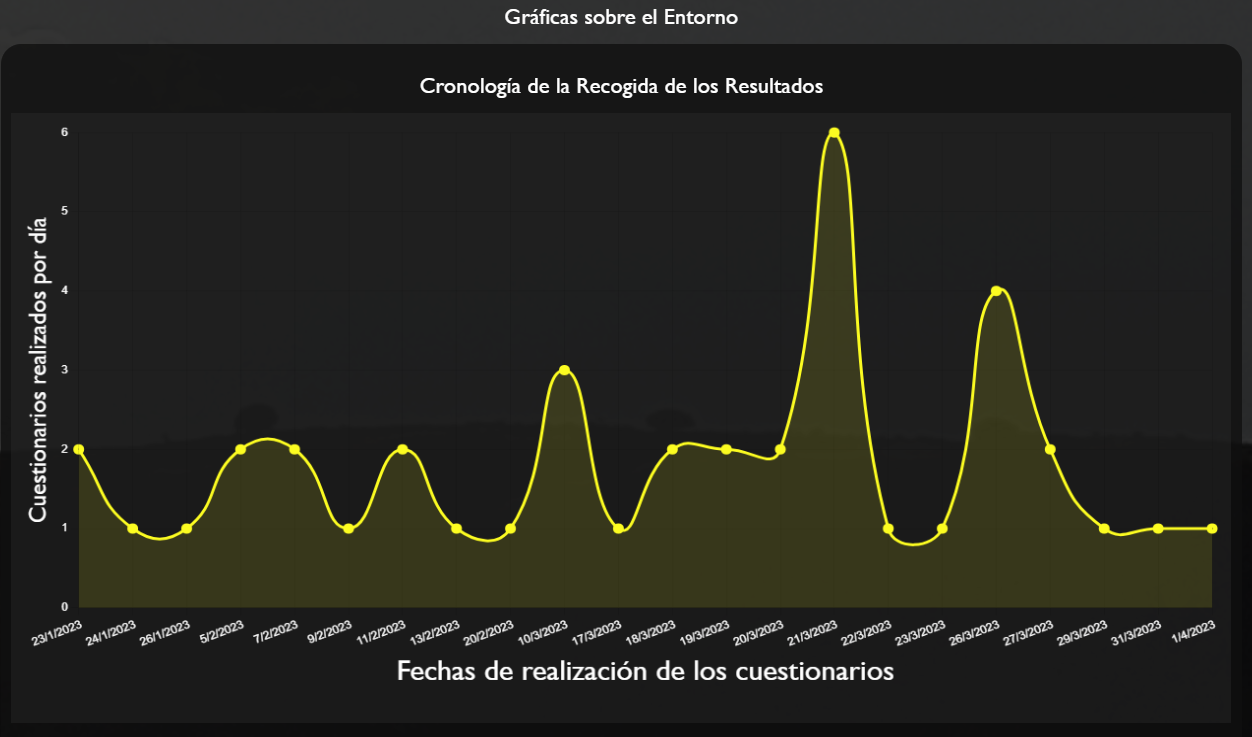 Gráficas sobre el Entorno
Cronología de la Recogida de los Resultados
6
5
4
3
2
1
0
Cuestionarios realizados por día
23/1/2023 24/1/2023 26/1/2023 5/2/2023 7/2/2023 9/2/2023 11/2/2023 13/2/2023 20/2/2023 10/3/2023 17/3/2023 18/3/2023 19/3/2023 20/3/2023 21/3/2023 22/3/2023 23/3/2023 26/3/2023 27/3/2023 29/3/2023 31/3/2023 1/4/2023
Fechas de realización de los cuestionarios